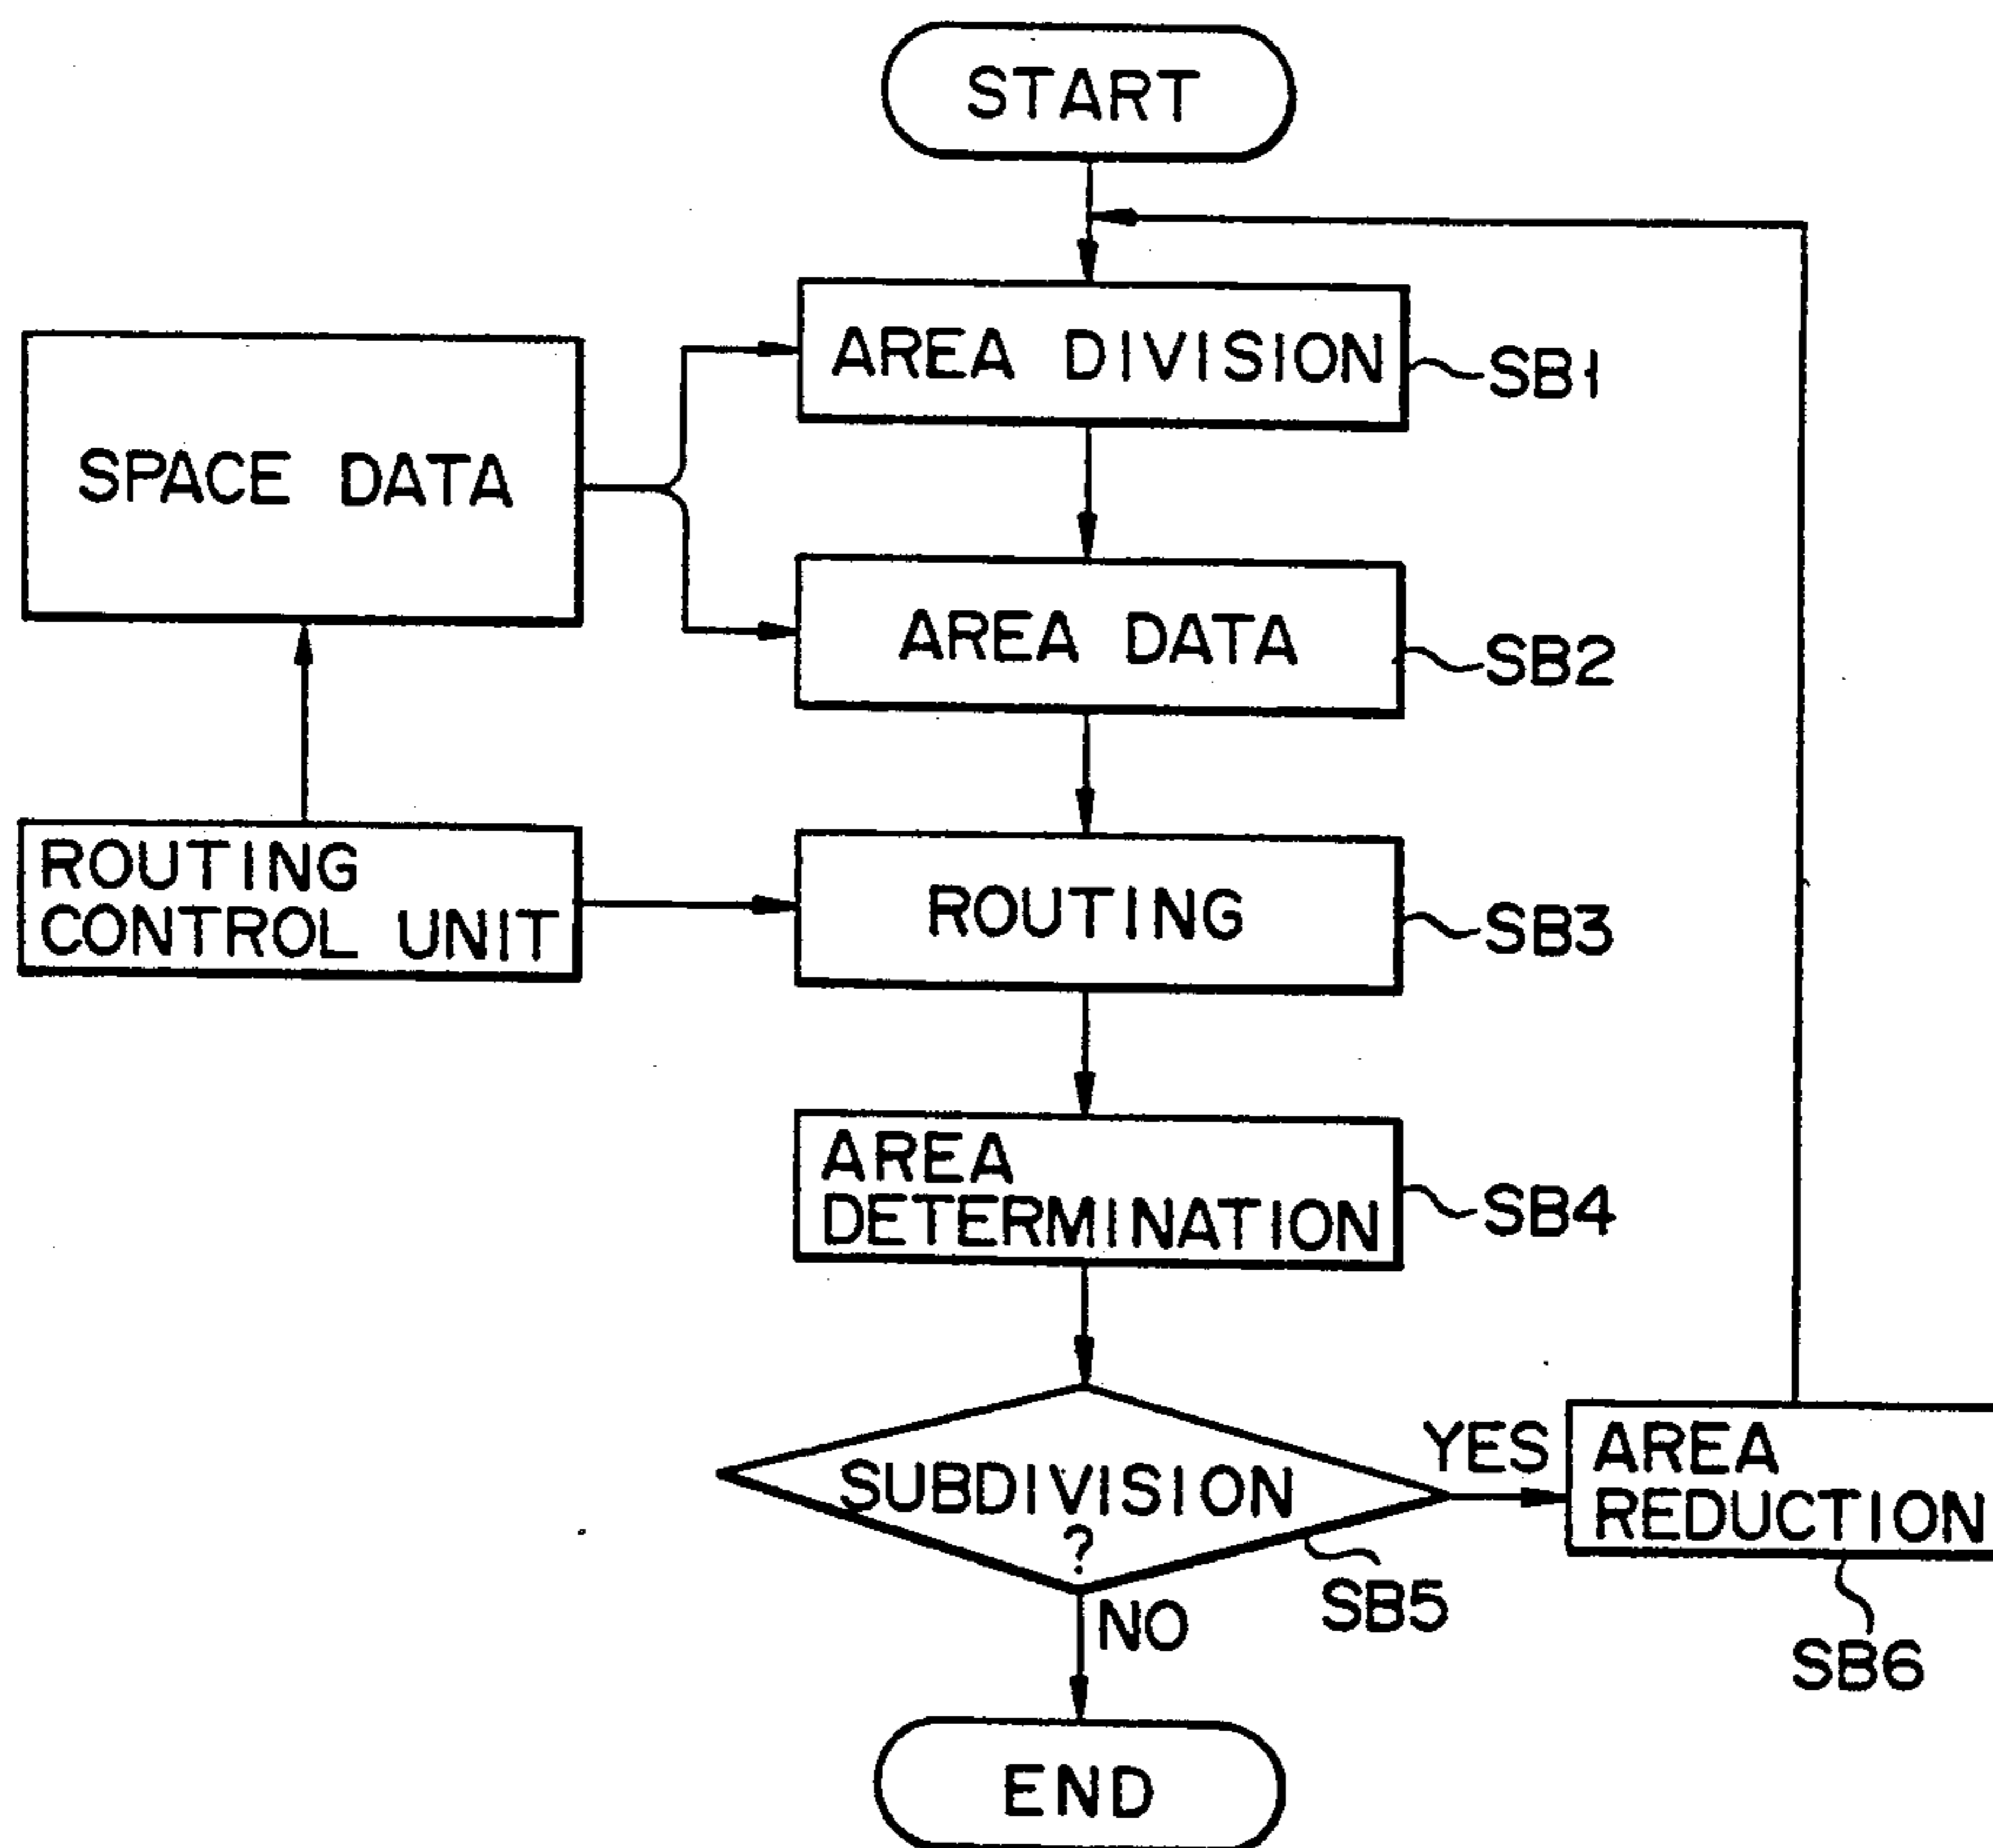 START
AREA DIVISION
SB1
SPACE DATA
AREA DATA
SB2
ROUTING
CONTROL UNIT
ROUTING
SB3
AREA
DETERMINATION
SB4
SUBDIVISION
?
SB5
YES
AREA
REDUCTION
SB6
NO
END